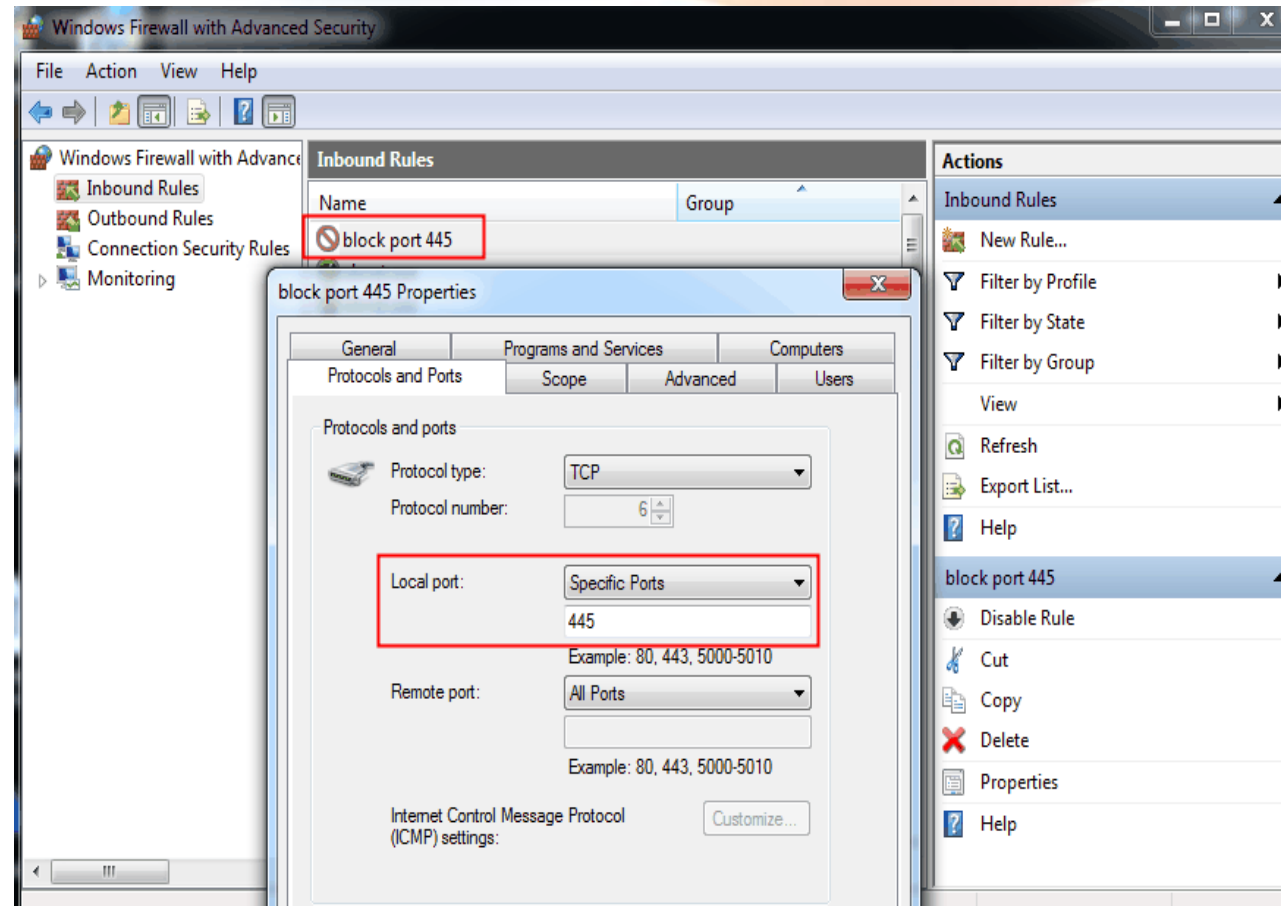 Windows Firewall with Advanced Security
File Action View Help
Windows Firewall with Advance
Inbound Rules
Outbound Rules
Connection Security Rules
Monitoring
Inbound Rules
Name Group
block port 445
block port 445 Properties
General Programs and Services Computers
Protocols and Ports Scope Advanced Users
Protocols and ports
Protocol type: TCP
Protocol number: 6
Local port: Specific Ports
445
Example: 80, 443, 5000-5010
Remote port: All Ports
Example: 80, 443, 5000-5010
Internet Control Message Protocol
(ICMP) settings:
Customize...
Actions
Inbound Rules
New Rule...
Filter by Profile
Filter by State
Filter by Group
View
Refresh
Export List...
Help
block port 445
Disable Rule
Cut
Copy
Delete
Properties
Help